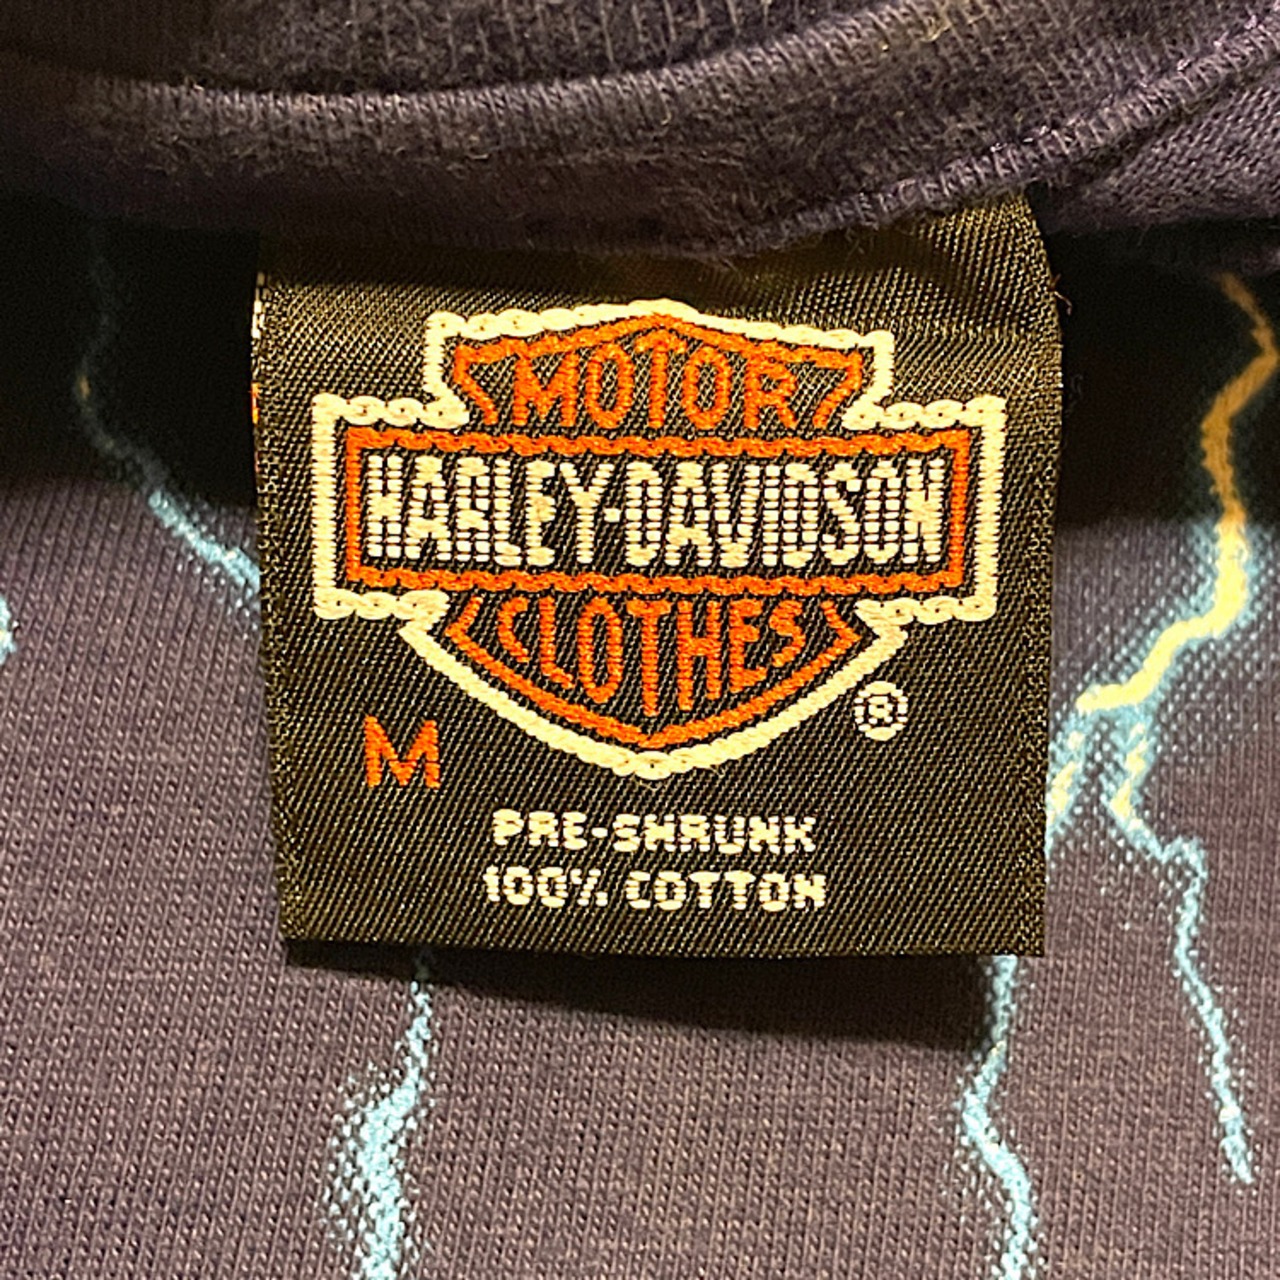 MOTOR
HARLEY-DAVIDSON
CLOTHES
®
M
PRE-SHRUNK
100% COTTON